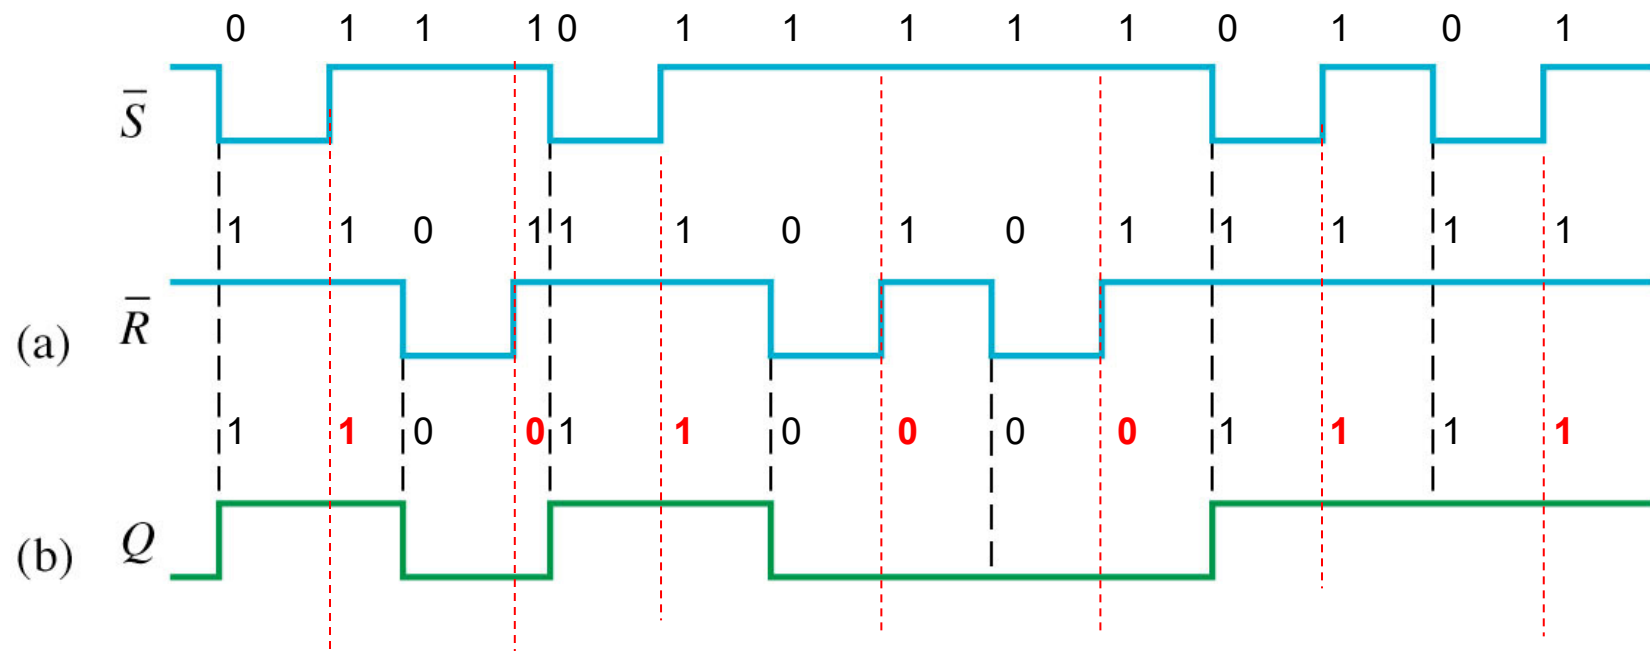 0 1 1 1 0 1 1 1 1 1 0 1 0 1
S̅
1 1 0 1 1 1 0 1 0 1 1 1 1 1
(a) R̅
1 1 0 0 1 1 0 0 0 0 1 1 1 1
(b) Q